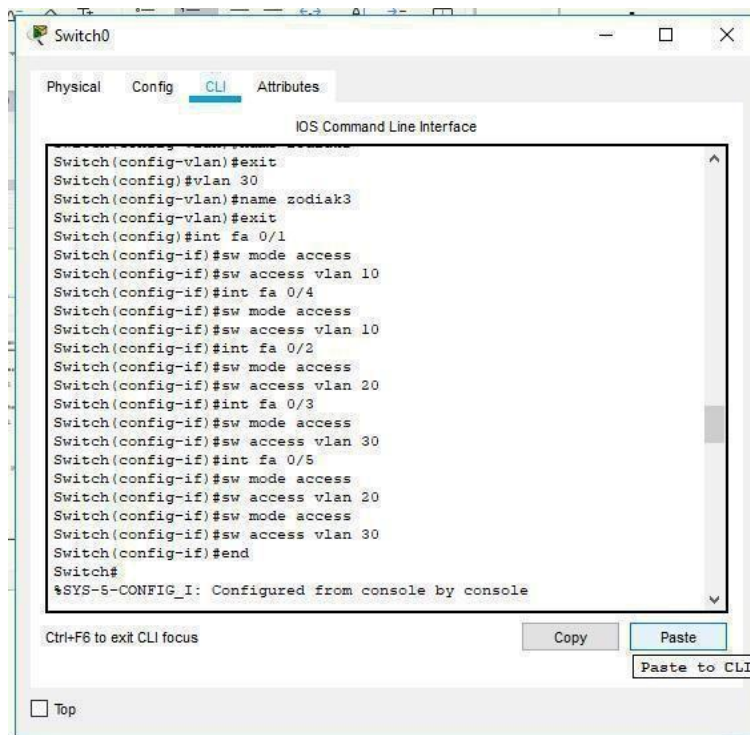 Switch0
Physical Config CLI Attributes
IOS Command Line Interface
Switch(config-vlan)#exit
Switch(config)#vlan 30
Switch(config-vlan)#name zodiak3
Switch(config-vlan)#exit
Switch(config)#int fa 0/1
Switch(config-if)#sw mode access
Switch(config-if)#sw access vlan 10
Switch(config-if)#int fa 0/4
Switch(config-if)#sw mode access
Switch(config-if)#sw access vlan 10
Switch(config-if)#int fa 0/2
Switch(config-if)#sw mode access
Switch(config-if)#sw access vlan 20
Switch(config-if)#int fa 0/3
Switch(config-if)#sw mode access
Switch(config-if)#sw access vlan 30
Switch(config-if)#int fa 0/5
Switch(config-if)#sw mode access
Switch(config-if)#sw access vlan 20
Switch(config-if)#sw mode access
Switch(config-if)#sw access vlan 30
Switch(config-if)#end
Switch#
%SYS-5-CONFIG_I: Configured from console by console
Ctrl+F6 to exit CLI focus
Copy Paste
Paste to CLI
Top